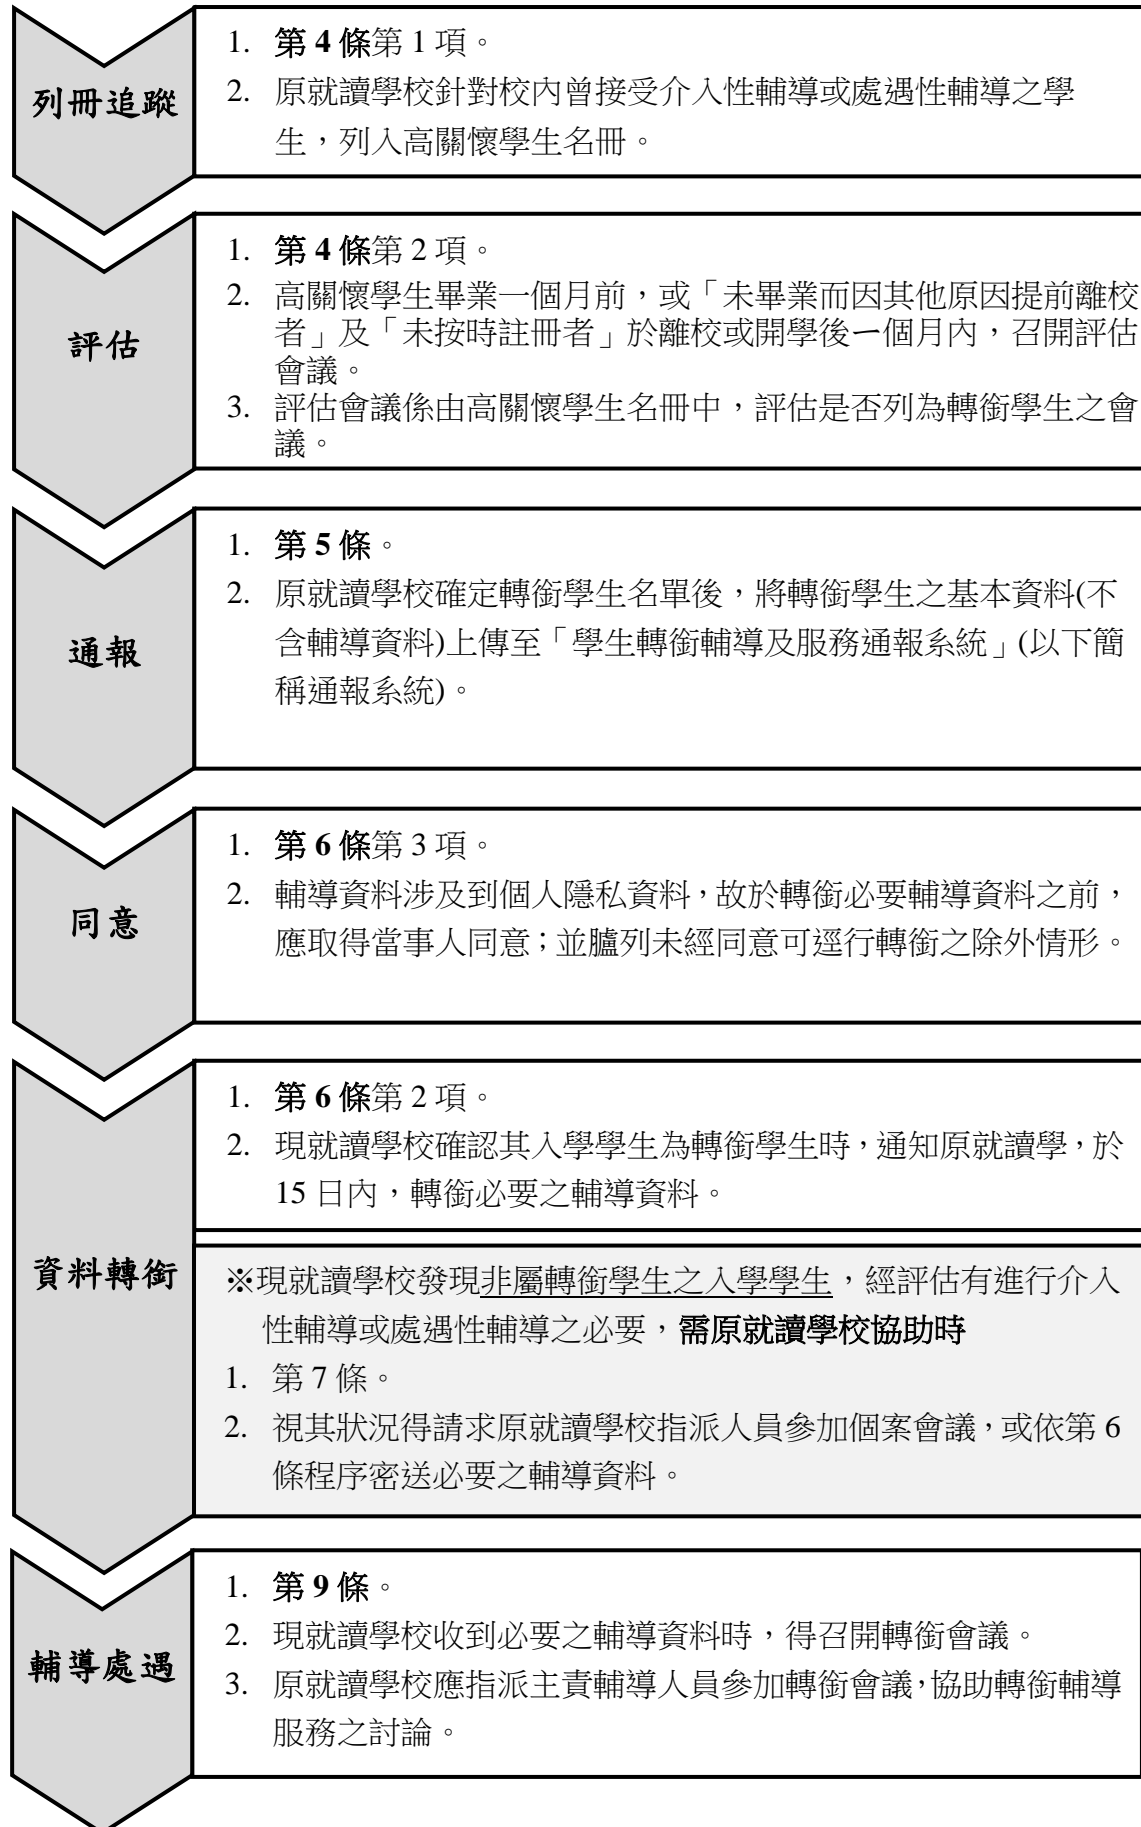 列冊追蹤
1. 第 4 條第 1 項。
2. 原就讀學校針對校內曾接受介入性輔導或處遇性輔導之學
生，列入高關懷學生名冊。
評估
1. 第 4 條第 2 項。
2. 高關懷學生畢業一個月前，或「未畢業而因其他原因提前離校
者」及「未按時註冊者」於離校或開學後ㄧ個月內，召開評估
會議。
3. 評估會議係由高關懷學生名冊中，評估是否列為轉銜學生之會
議。
通報
1. 第 5 條。
2. 原就讀學校確定轉銜學生名單後，將轉銜學生之基本資料(不
含輔導資料)上傳至「學生轉銜輔導及服務通報系統」(以下簡
稱通報系統)。
同意
1. 第 6 條第 3 項。
2. 輔導資料涉及到個人隱私資料，故於轉銜必要輔導資料之前，
應取得當事人同意；並臚列未經同意可逕行轉銜之除外情形。
資料轉銜
1. 第 6 條第 2 項。
2. 現就讀學校確認其入學學生為轉銜學生時，通知原就讀學，於
15 日內，轉銜必要之輔導資料。
※現就讀學校發現非屬轉銜學生之入學學生，經評估有進行介入
性輔導或處遇性輔導之必要，需原就讀學校協助時
1. 第 7 條。
2. 視其狀況得請求原就讀學校指派人員參加個案會議，或依第 6
條程序密送必要之輔導資料。
輔導處遇
1. 第 9 條。
2. 現就讀學校收到必要之輔導資料時，得召開轉銜會議。
3. 原就讀學校應指派主責輔導人員參加轉銜會議，協助轉銜輔導
服務之討論。